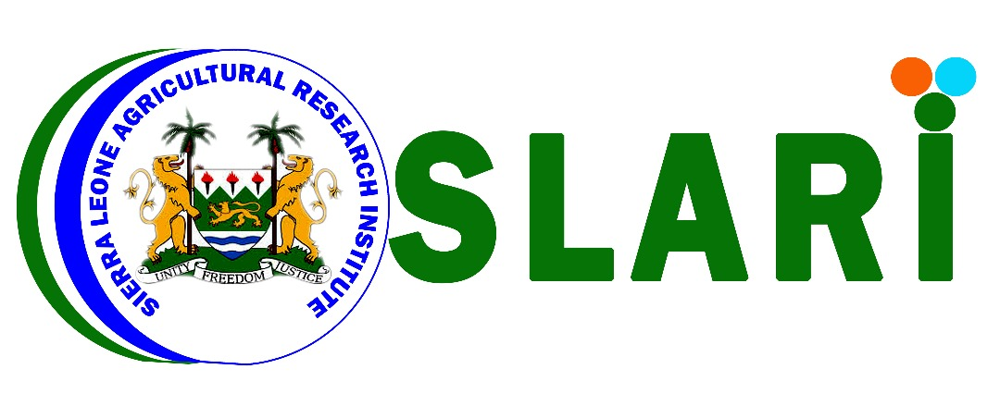 SIERRA LEONE AGRICULTURAL RESEARCH INSTITUTE
UNITY FREEDOM JUSTICE
SLARi